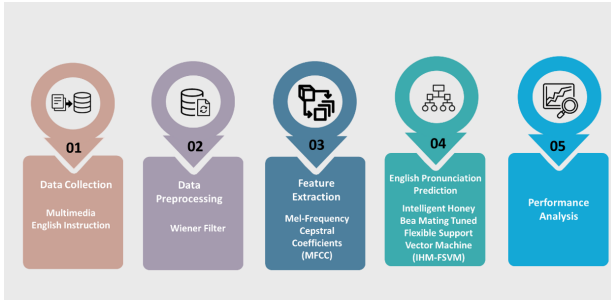 01
Data Collection
Multimedia
English Instruction
02
Data
Preprocessing
Wiener Filter
03
Feature
Extraction
Mel-Frequency
Cepstral
Coefficients
(MFCC)
04
English Pronunciation
Prediction
Intelligent Honey
Bea Mating Tuned
Flexible Support
Vector Machine
(IHM-FSVM)
05
Performance
Analysis